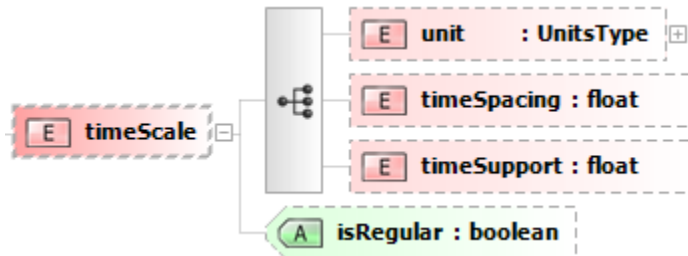 E unit : UnitsType
E timeSpacing : float
E timeScale
E timeSupport : float
A isRegular : boolean